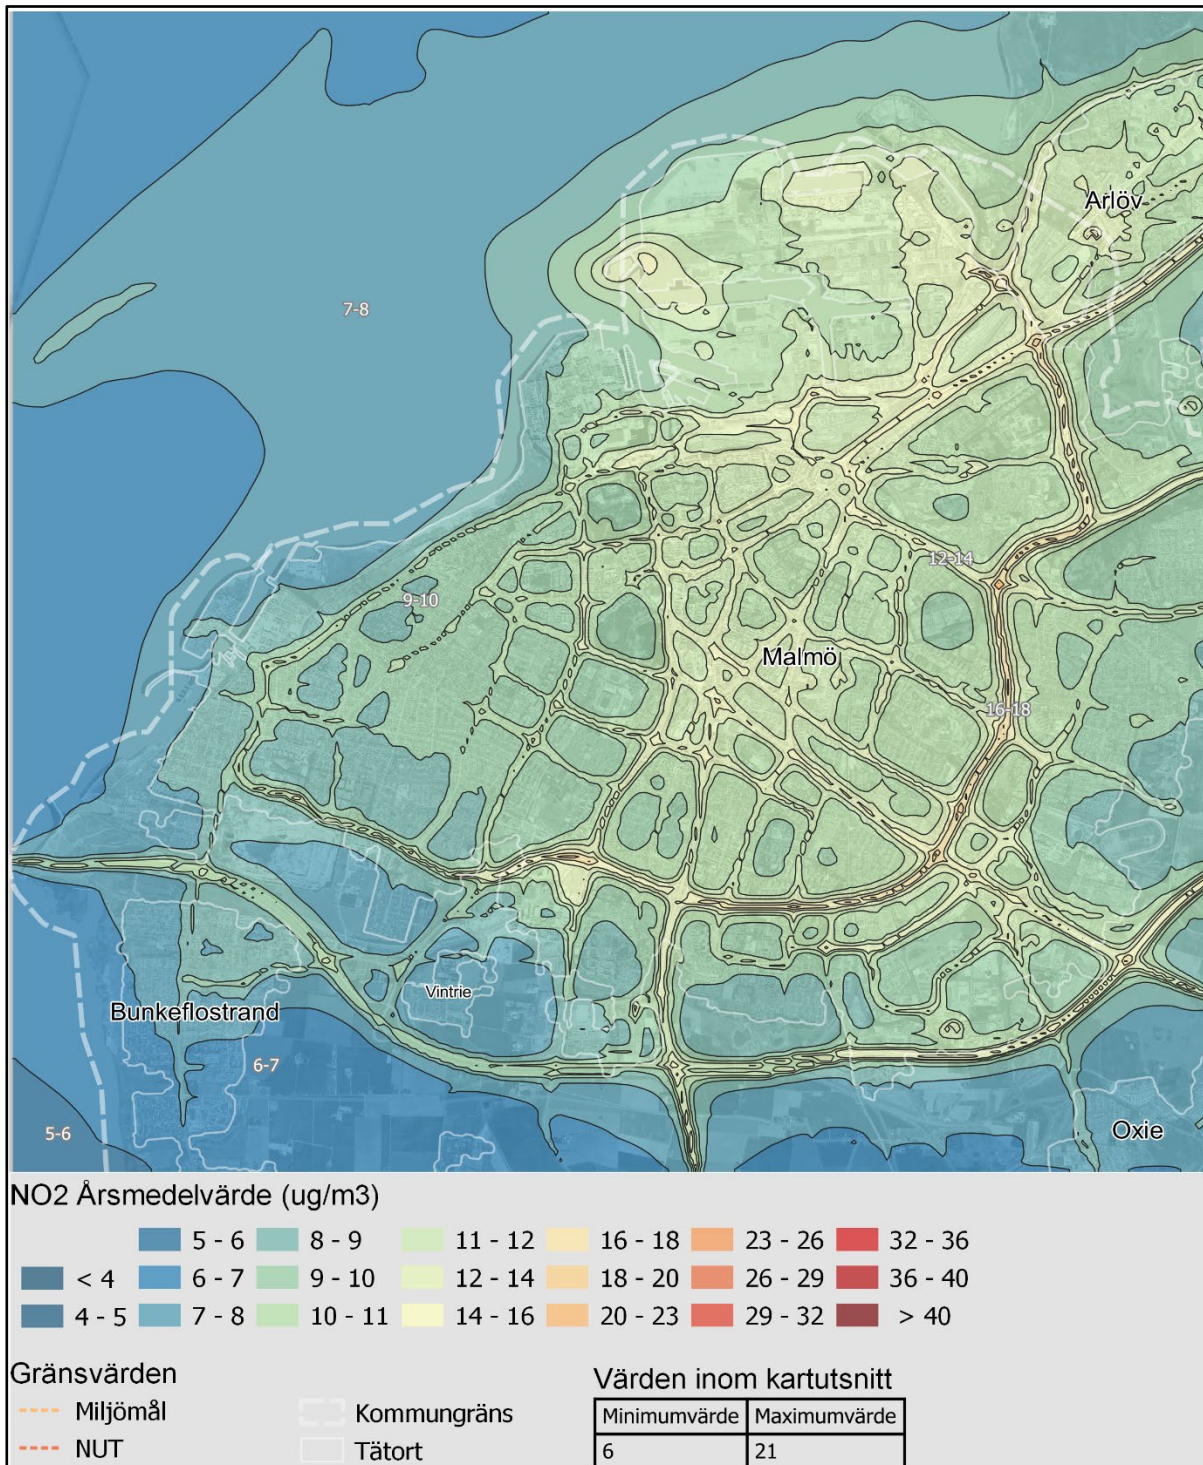 Arlöv
7-8
12-14
9-10
Malmö
16-18
Vintrie
Bunkeflostrand
6-7
5-6
Oxie
NO2 Årsmedelvärde (ug/m3)
5 - 6 8 - 9 11 - 12 16 - 18 23 - 26 32 - 36
< 4 6 - 7 9 - 10 12 - 14 18 - 20 26 - 29 36 - 40
4 - 5 7 - 8 10 - 11 14 - 16 20 - 23 29 - 32 > 40
Gränsvärden
Miljömål
NUT
Kommungräns
Tätort
Värden inom kartutsnitt
Minimumvärde Maximumvärde
6 21